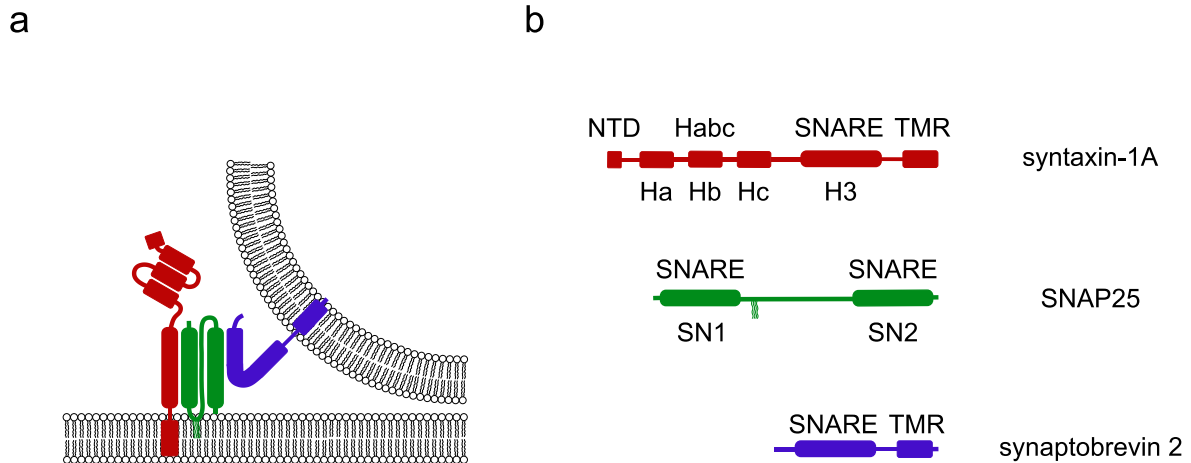 a
b
NTD Habc SNARE TMR
syntaxin-1A
Ha Hb Hc H3
SNARE SNARE
SNAP25
SN1 SN2
SNARE TMR
synaptobrevin 2